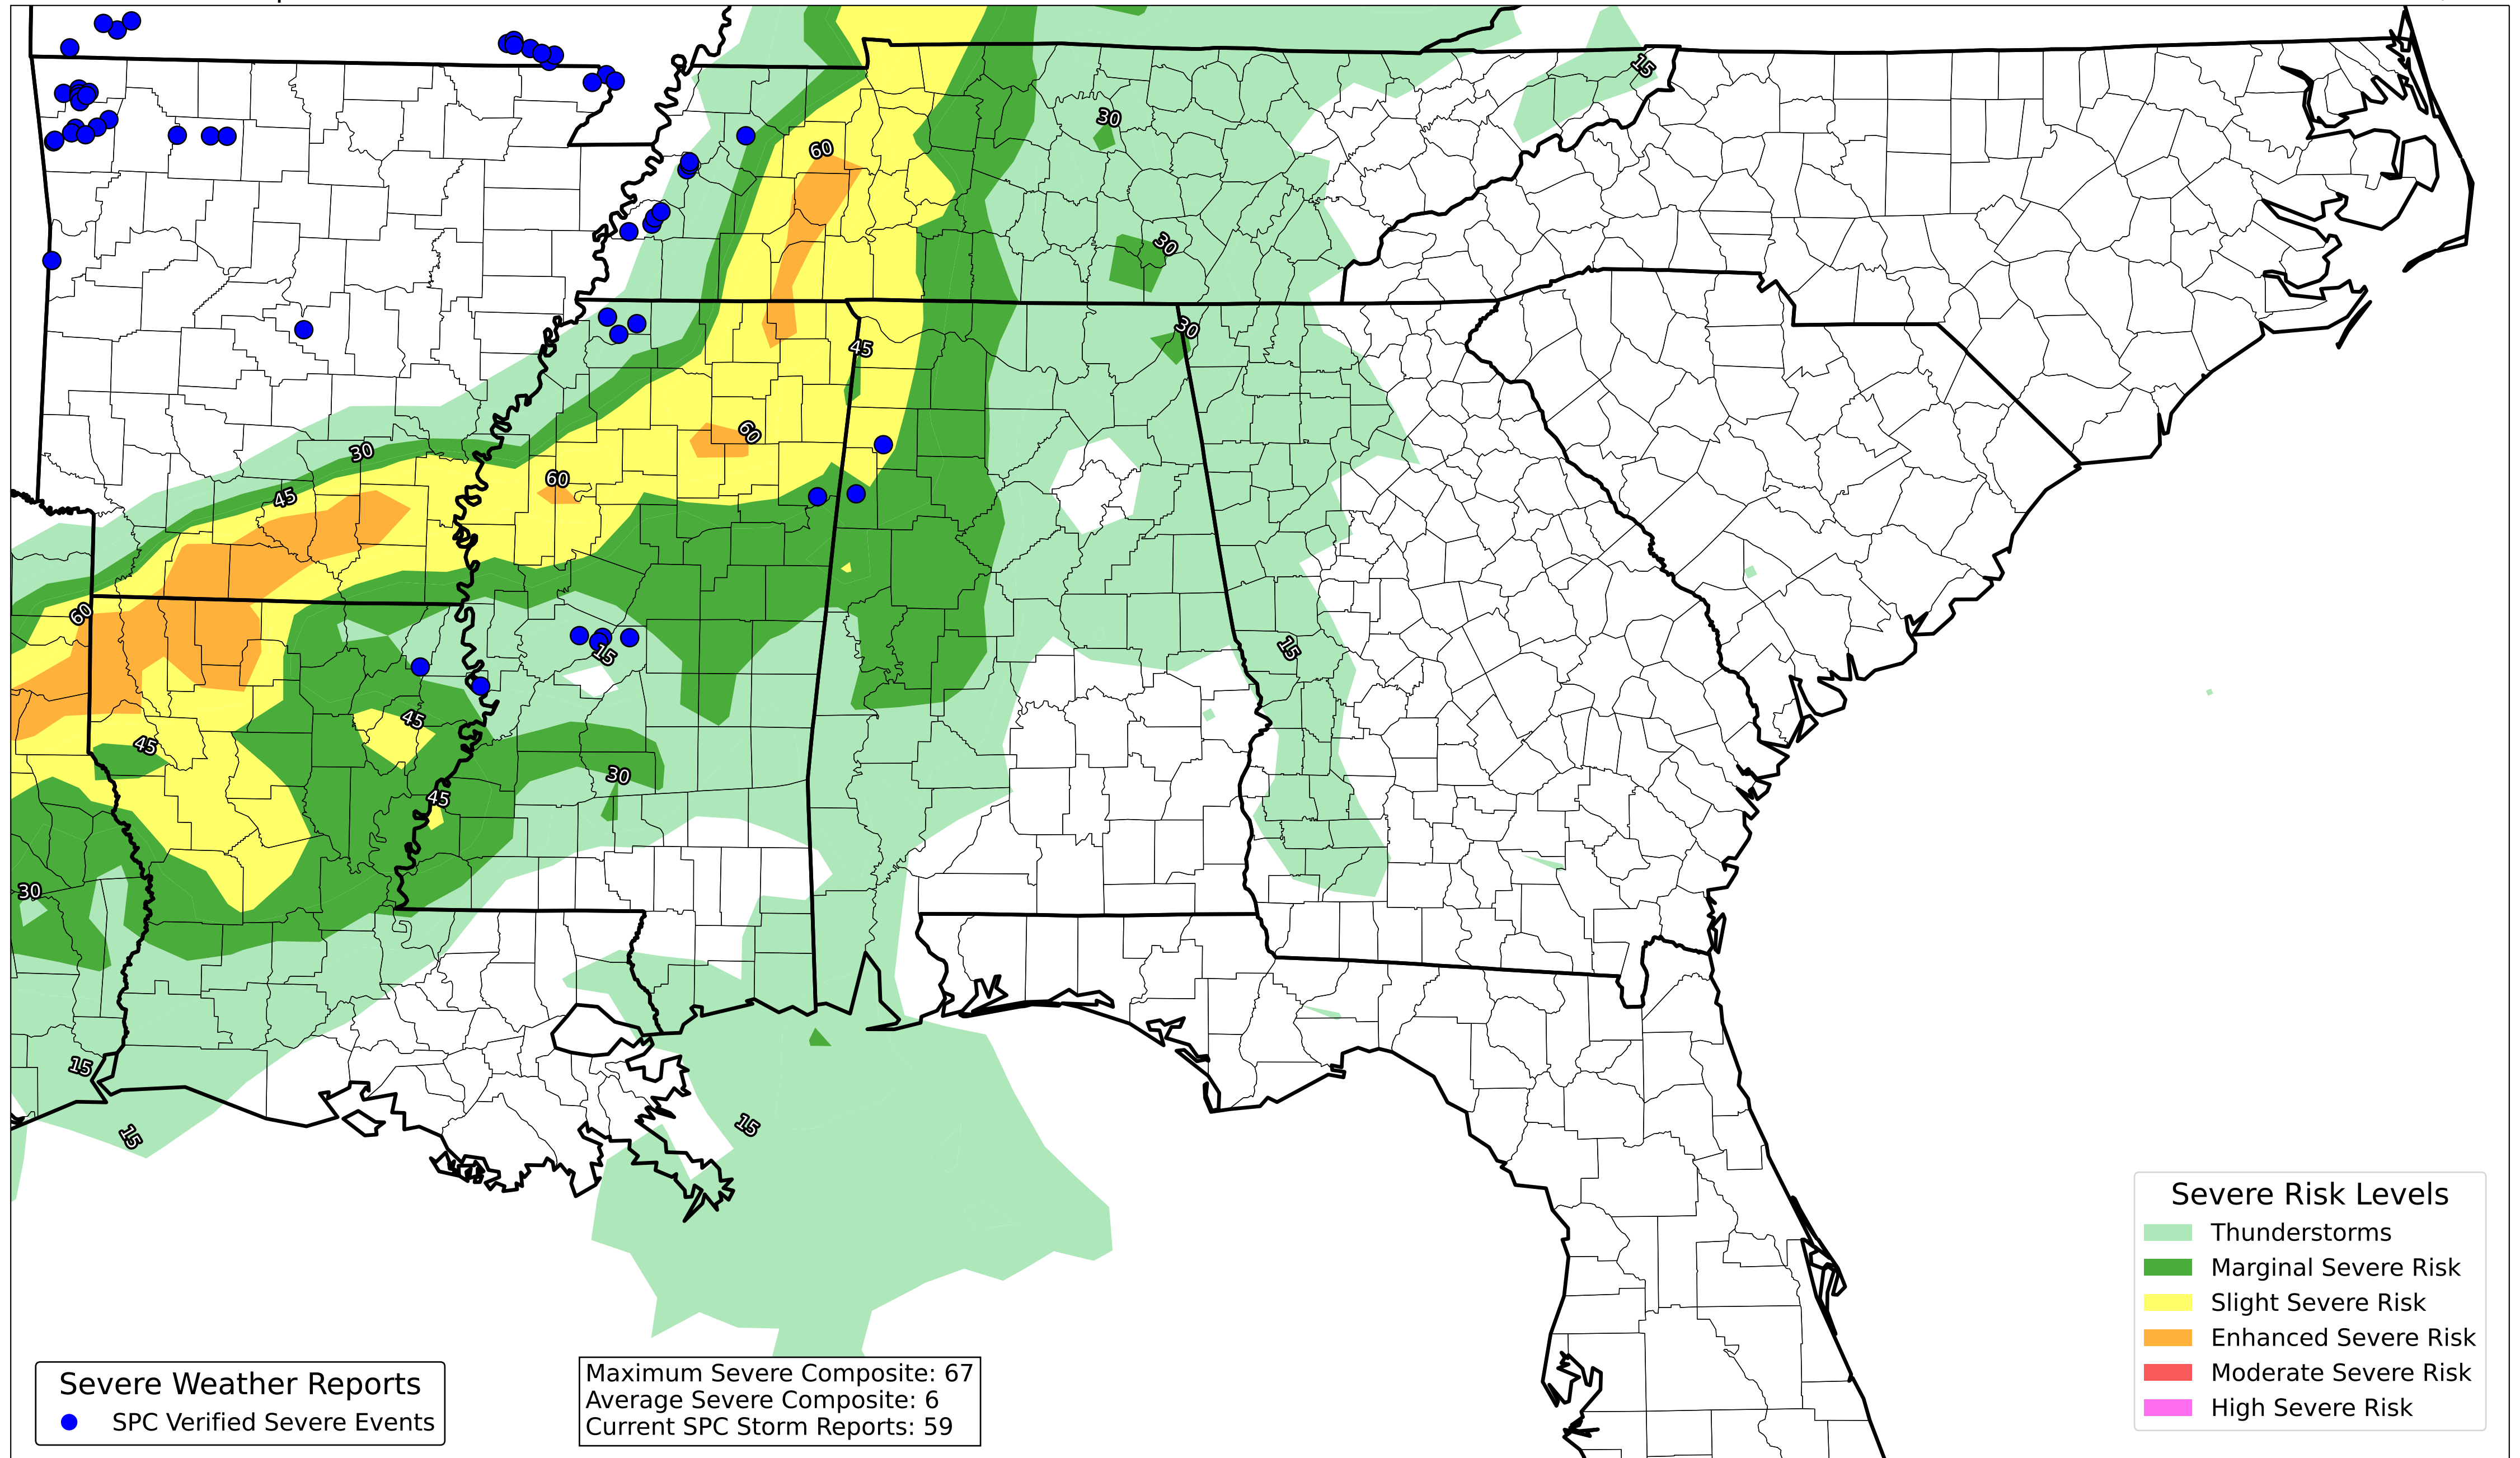 15
30
60
30
30
45
30
60
60
45
60
15
15
45
45
30
45
30
15
15
15
Severe Risk Levels
Thunderstorms
Marginal Severe Risk
Slight Severe Risk
Enhanced Severe Risk
Moderate Severe Risk
High Severe Risk
Severe Weather Reports
SPC Verified Severe Events
Maximum Severe Composite: 67
Average Severe Composite: 6
Current SPC Storm Reports: 59